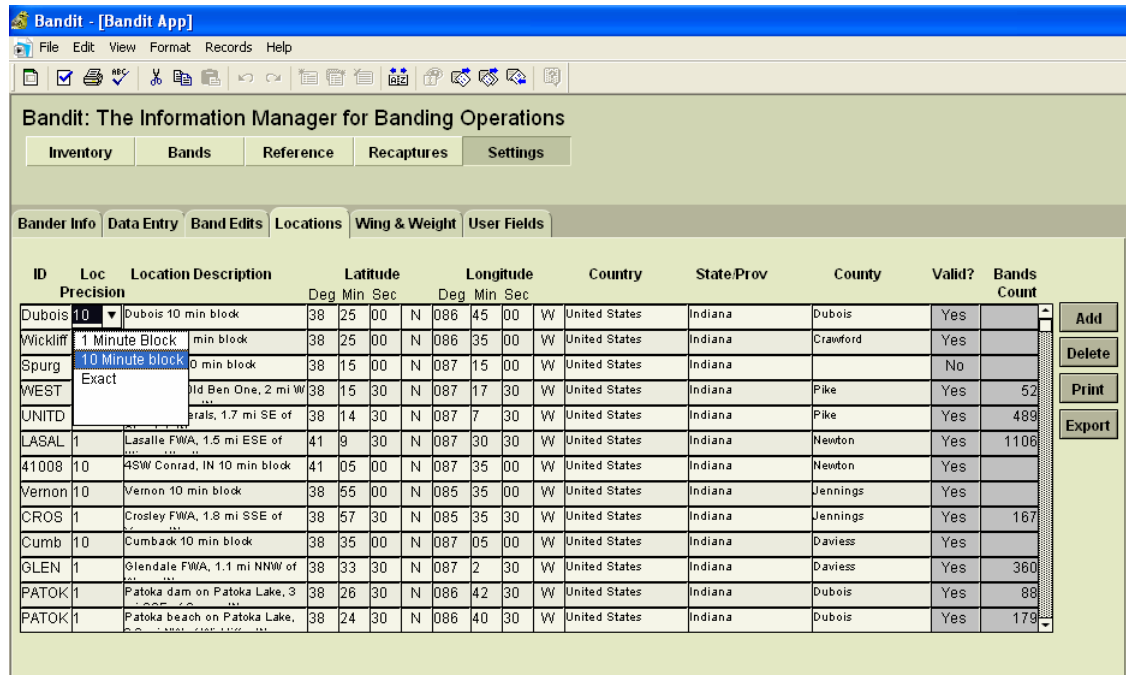 Bandit - [Bandit App]
File Edit View Format Records Help
Bandit: The Information Manager for Banding Operations
Inventory Bands Reference Recaptures Settings
Bander Info Data Entry Band Edits Locations Wing & Weight User Fields
ID Loc Location Description Latitude Longitude Country State/Prov County Valid? Bands
Precision Deg Min Sec Deg Min Sec Count
Dubois 10 Dubois 10 min block 38 25 00 N 086 45 00 W United States Indiana Dubois Yes Add
Wickliff 1 Minute Block min block 38 25 00 N 086 35 00 W United States Indiana Crawford Yes
10 Minute block Delete
Spurg 0 min block 38 15 00 N 087 15 00 W United States Indiana No
Exact
WEST Old Ben One, 2 mi W 38 15 30 N 087 17 30 W United States Indiana Pike Yes 52 Print
UNITD erals, 1.7 mi SE of 38 14 30 N 087 7 30 W United States Indiana Pike Yes 489 Export
LASAL 1 Lasalle FWA, 1.5 mi ESE of 41 9 30 N 087 30 30 W United States Indiana Newton Yes 1106
41008 10 4SW Conrad, IN 10 min block 41 05 00 N 087 35 00 W United States Indiana Newton Yes
Vernon 10 Vernon 10 min block 38 55 00 N 085 35 00 W United States Indiana Jennings Yes
CROS 1 Crosley FWA, 1.8 mi SSE of 38 57 30 N 085 35 30 W United States Indiana Jennings Yes 167
Cumb 10 Cumback 10 min block 38 35 00 N 087 05 00 W United States Indiana Daviess Yes
GLEN 1 Glendale FWA, 1.1 mi NNW of 38 33 30 N 087 2 30 W United States Indiana Daviess Yes 360
PATOK 1 Patoka dam on Patoka Lake, 3 38 26 30 N 086 42 30 W United States Indiana Dubois Yes 88
PATOK 1 Patoka beach on Patoka Lake, 38 24 30 N 086 40 30 W United States Indiana Dubois Yes 179